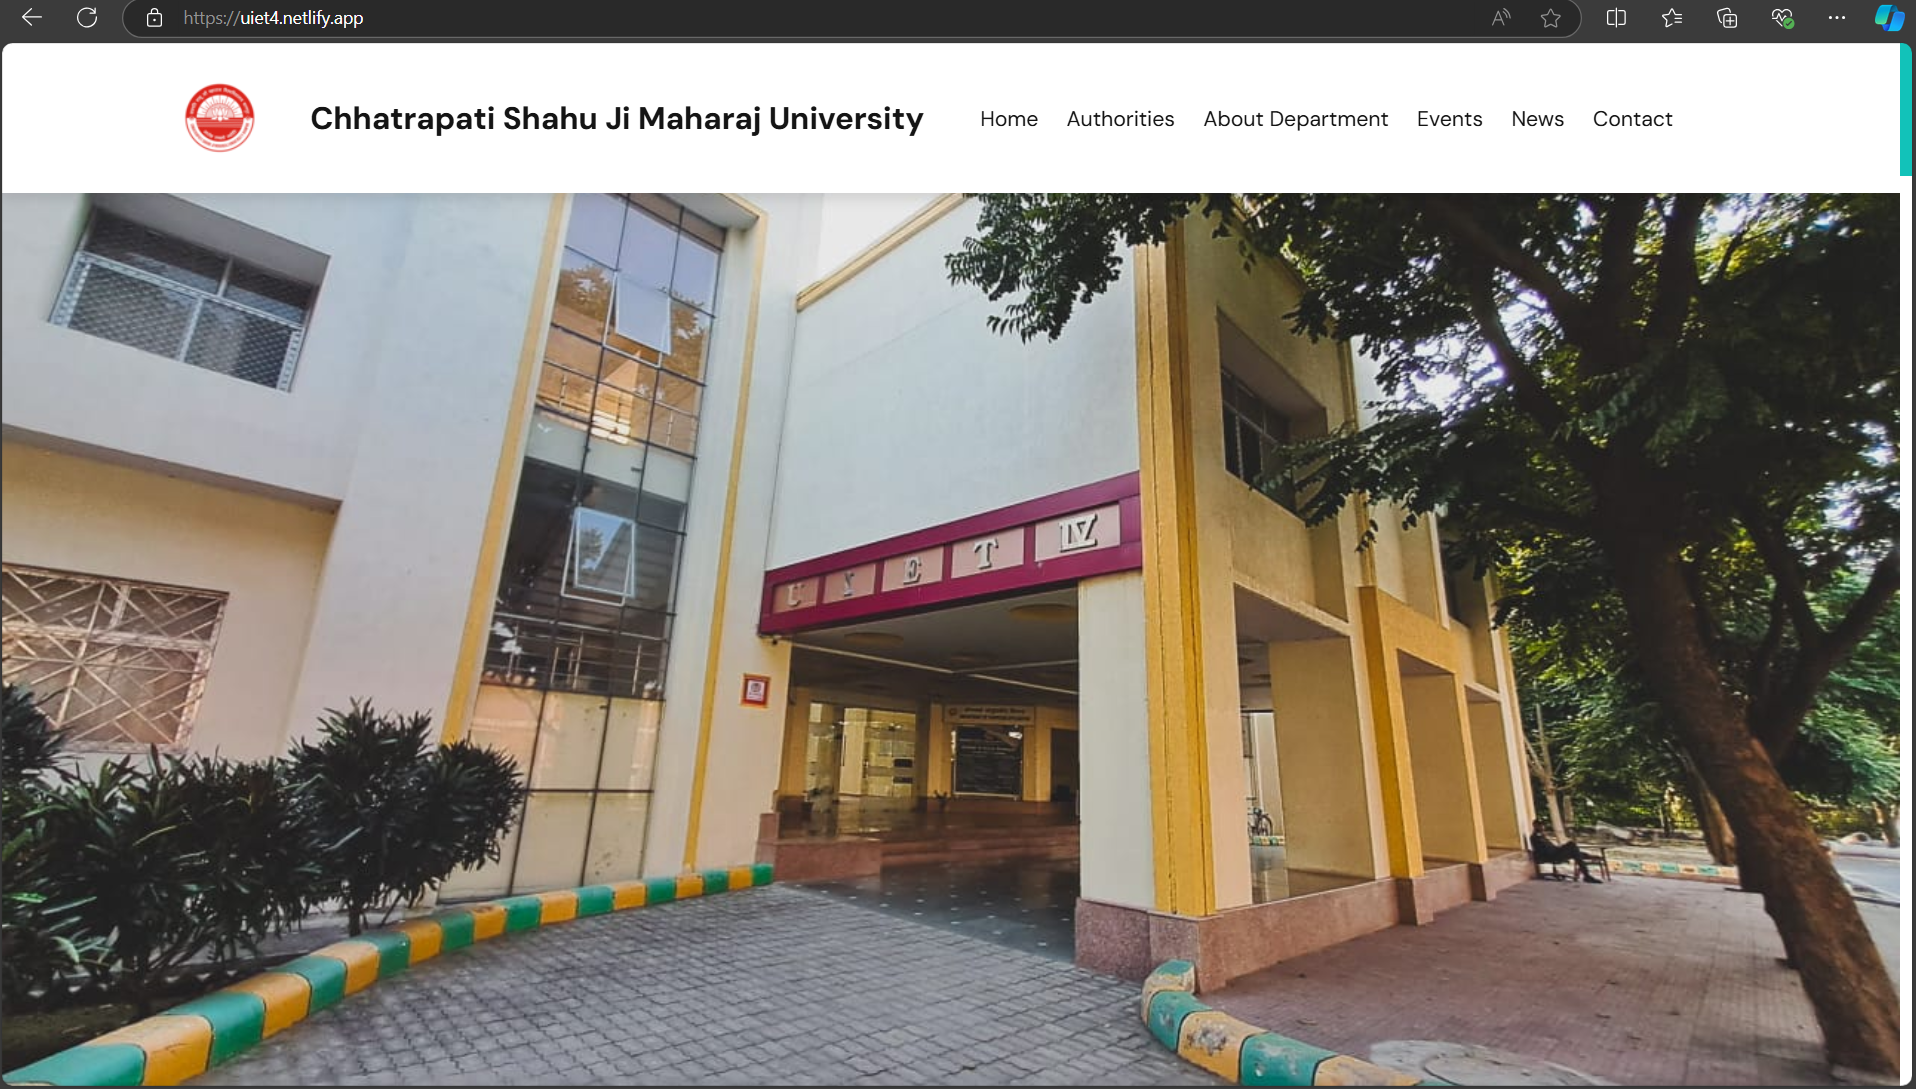 https://uiet4.netlify.app
Chhatrapati Shahu Ji Maharaj University
Home
Authorities
About Department
Events
News
Contact
U I E T IV